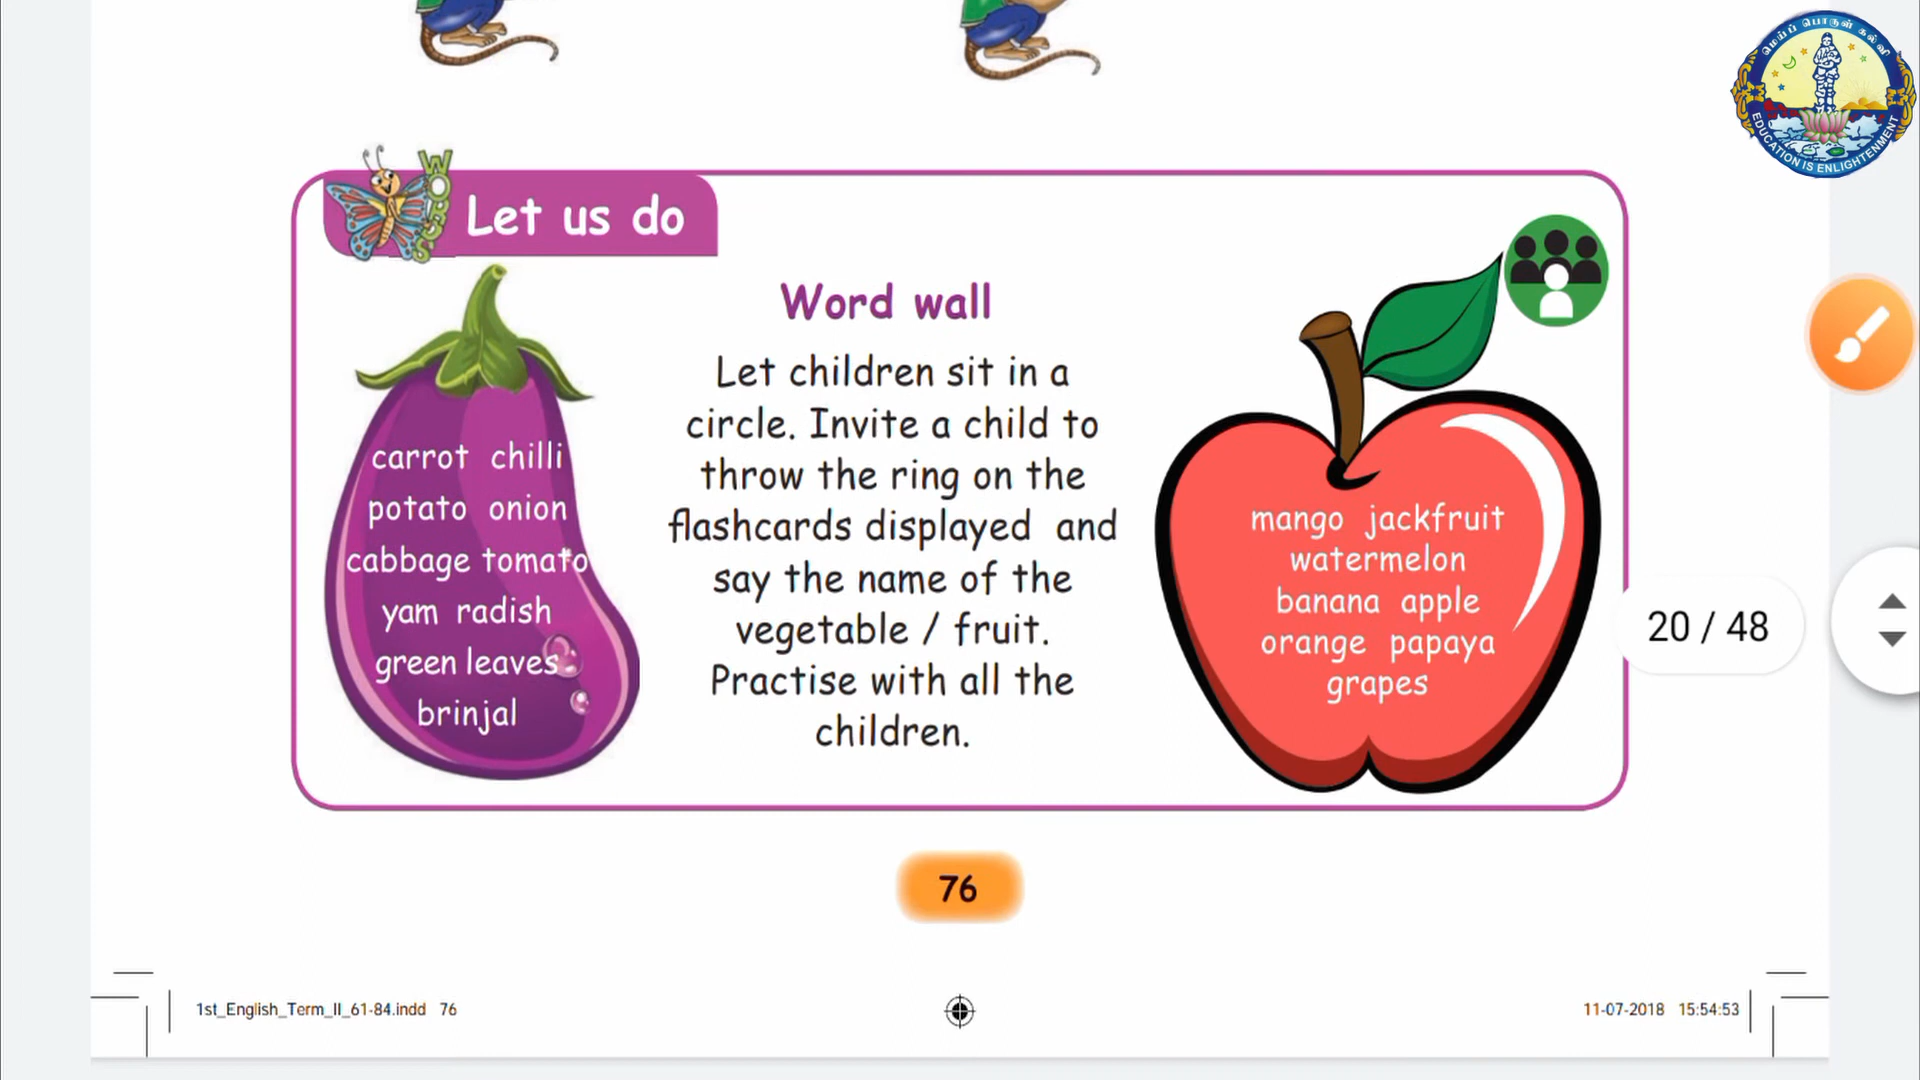 மெய்ப் பொருள் கல்வி
EDUCATION IS ENLIGHTENMENT
WORDS
Let us do
Word wall
Let children sit in a
circle. Invite a child to
throw the ring on the
flashcards displayed and
say the name of the
vegetable / fruit.
Practise with all the
children.
carrot chilli
potato onion
cabbage tomato
yam radish
green leaves
brinjal
mango jackfruit
watermelon
banana apple
orange papaya
grapes
20 / 48
76
1st_English_Term_II_61-84.indd 76
11-07-2018 15:54:53